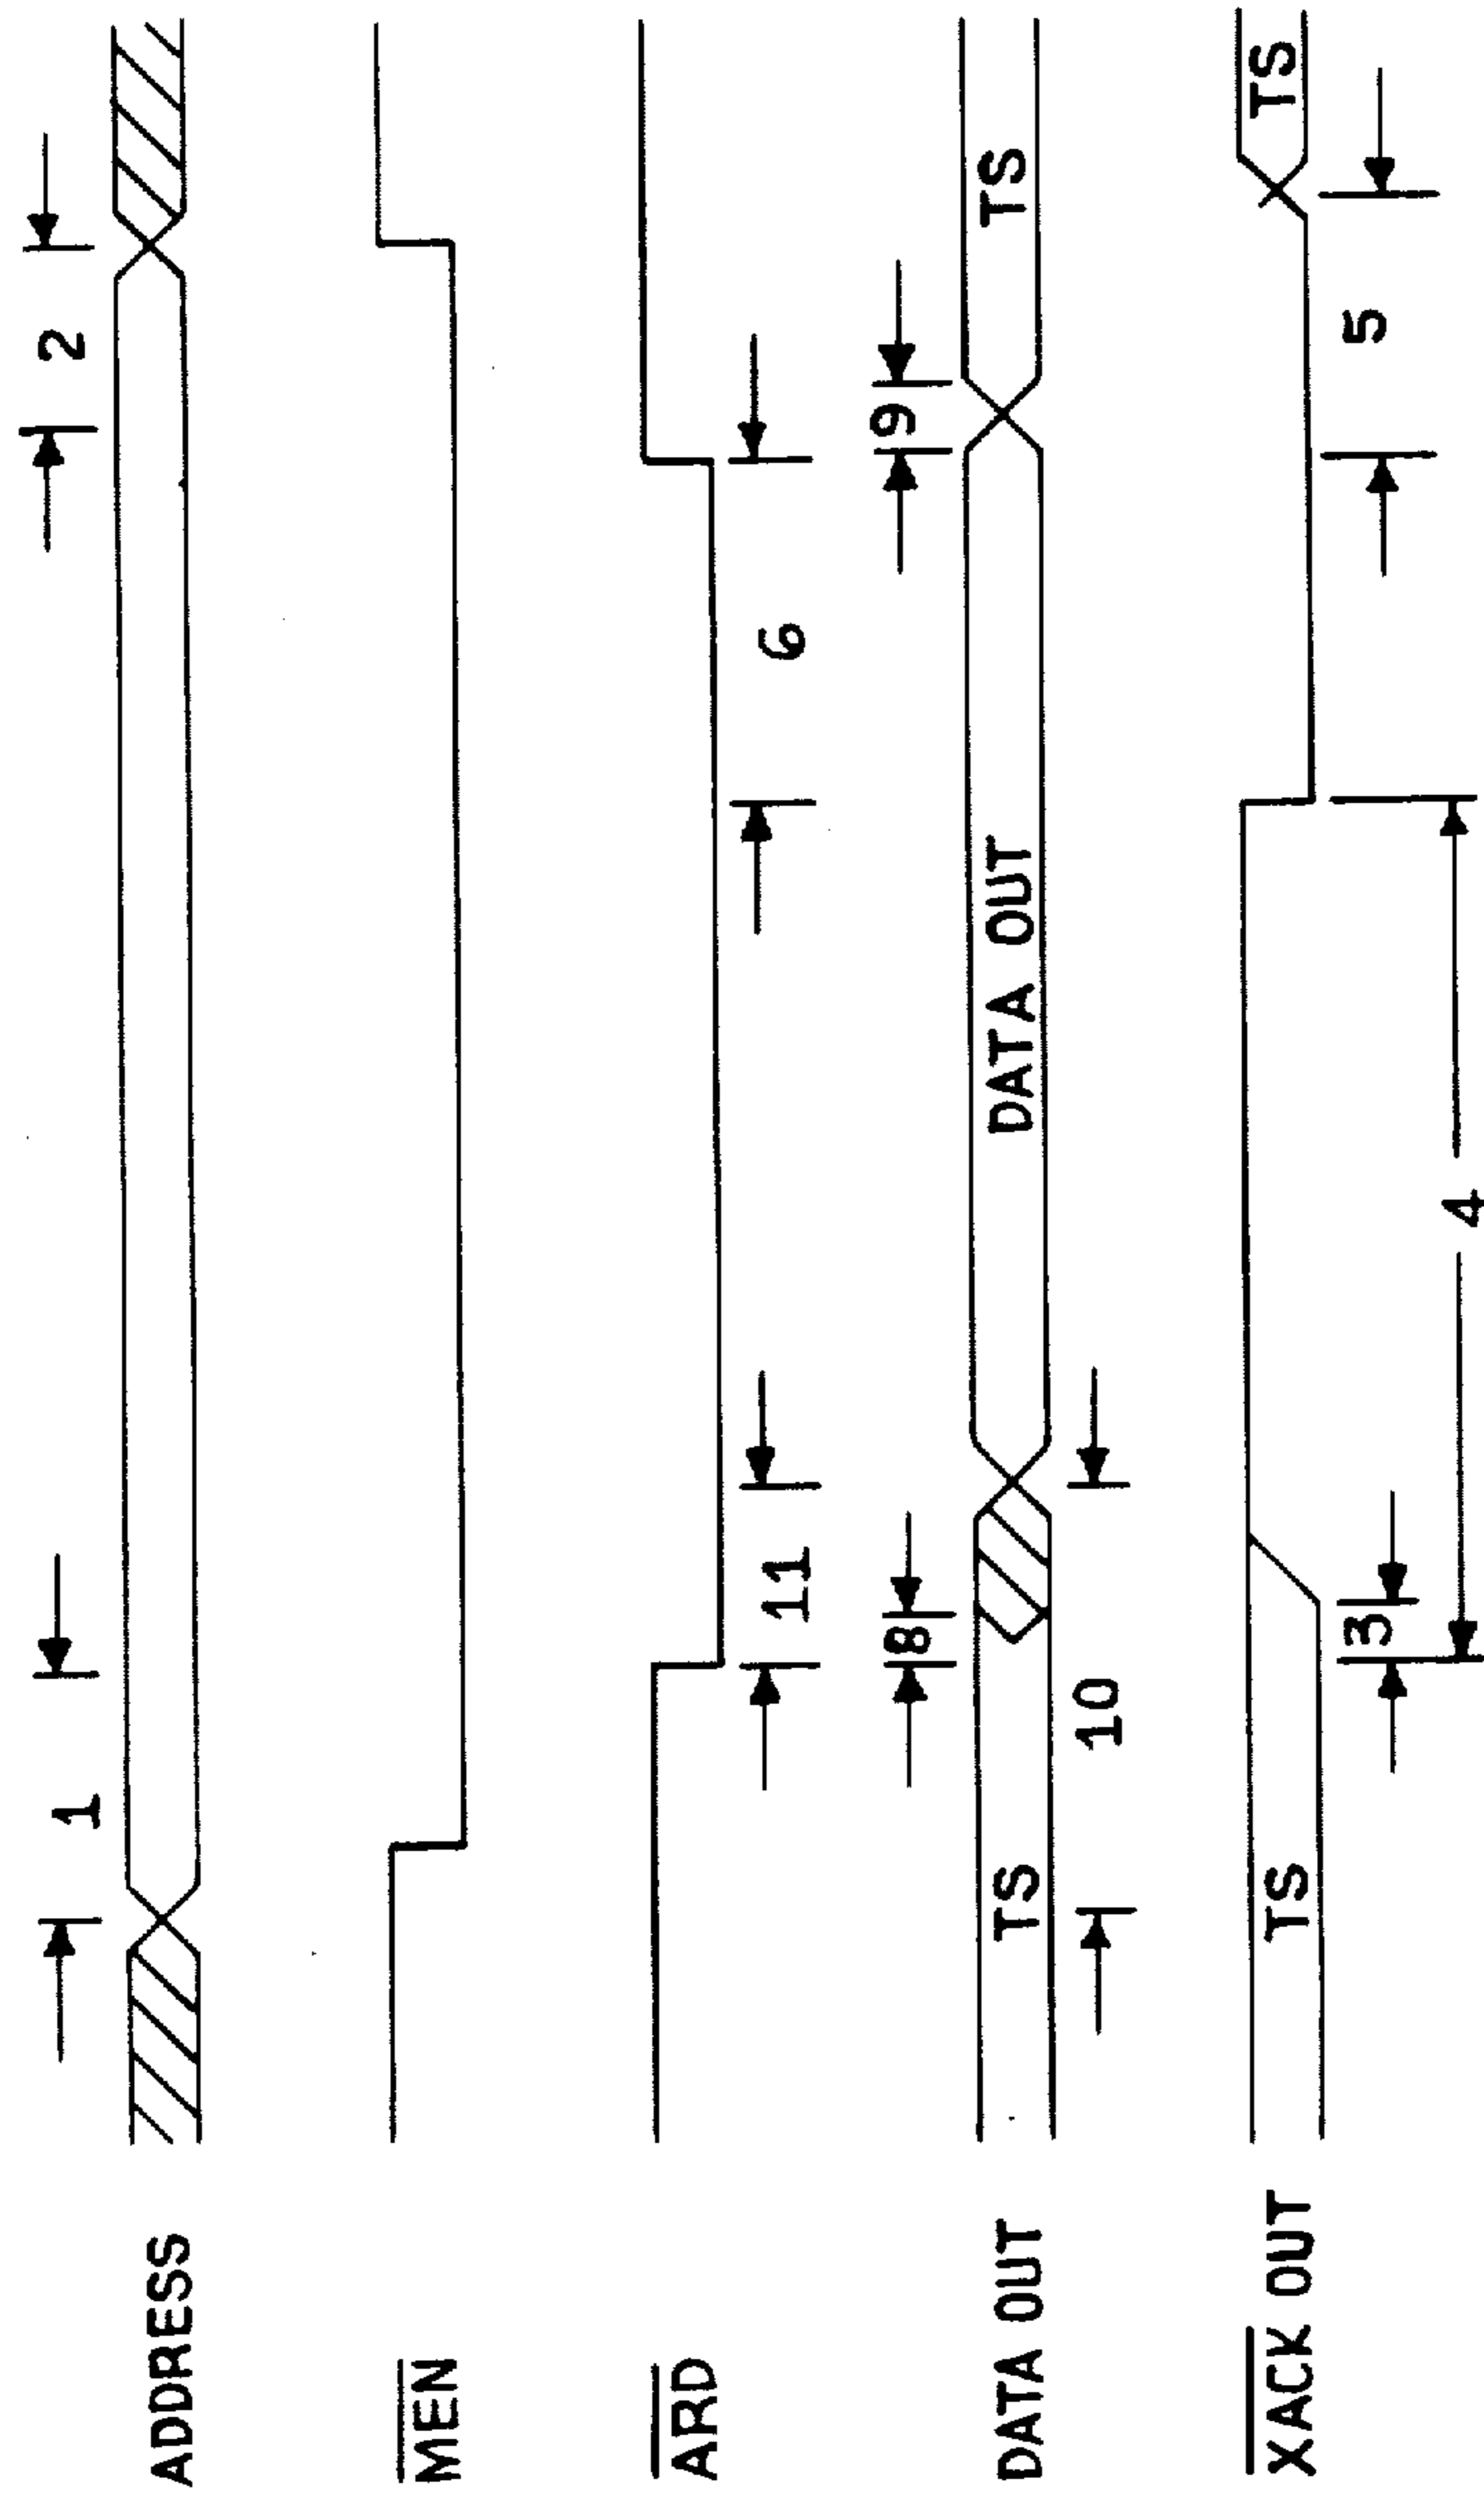 1 2
ADDRESS
MEN
ARD
11 6
8 9
DATA OUT TS DATA OUT TS
10
XACK OUT TS TS
3 5
4